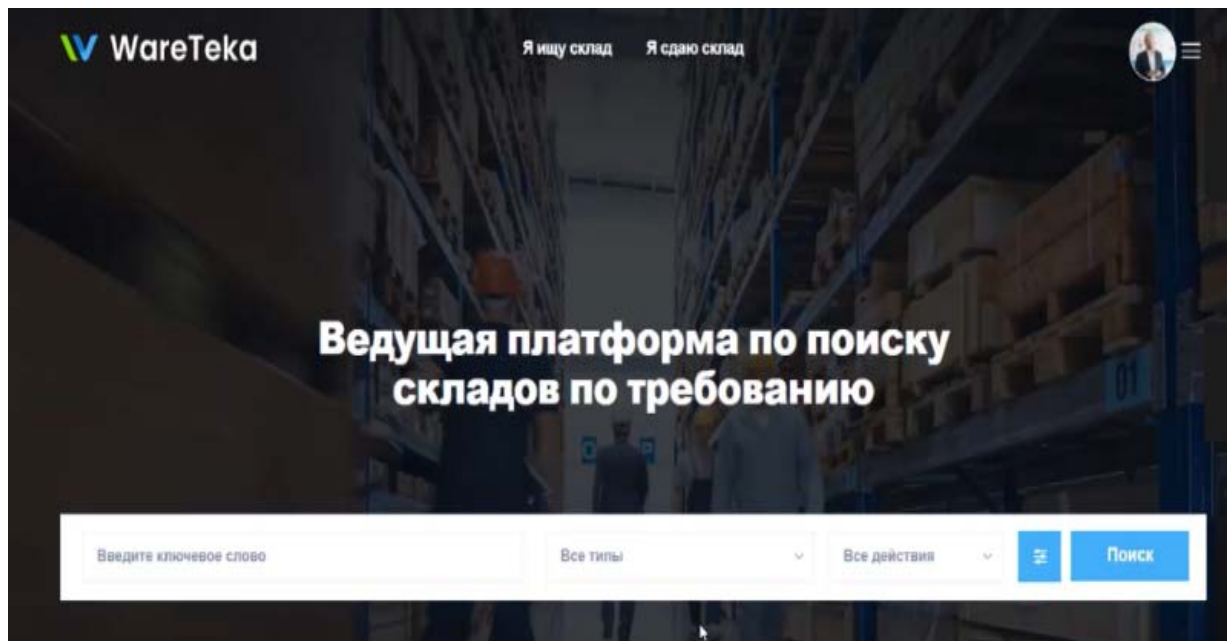 WareTeka
Я ищу склад
Я сдаю склад
Ведущая платформа по поиску
складов по требованию
01
Введите ключевое слово
Все типы
Все действия
Поиск